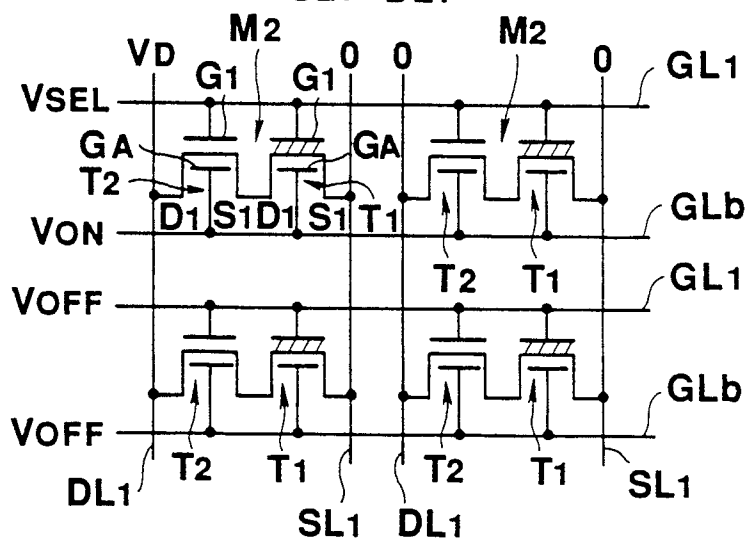 M2 M2
VD 0 0 0
G1 G1 GL1
VSEL
GA GA
T2
D1 S1 D1 S1 T1 GLb
VON
T2 T1
VOFF GL1
GLb
VOFF
T2 T1 T2 T1
DL1 SL1
SL1 DL1